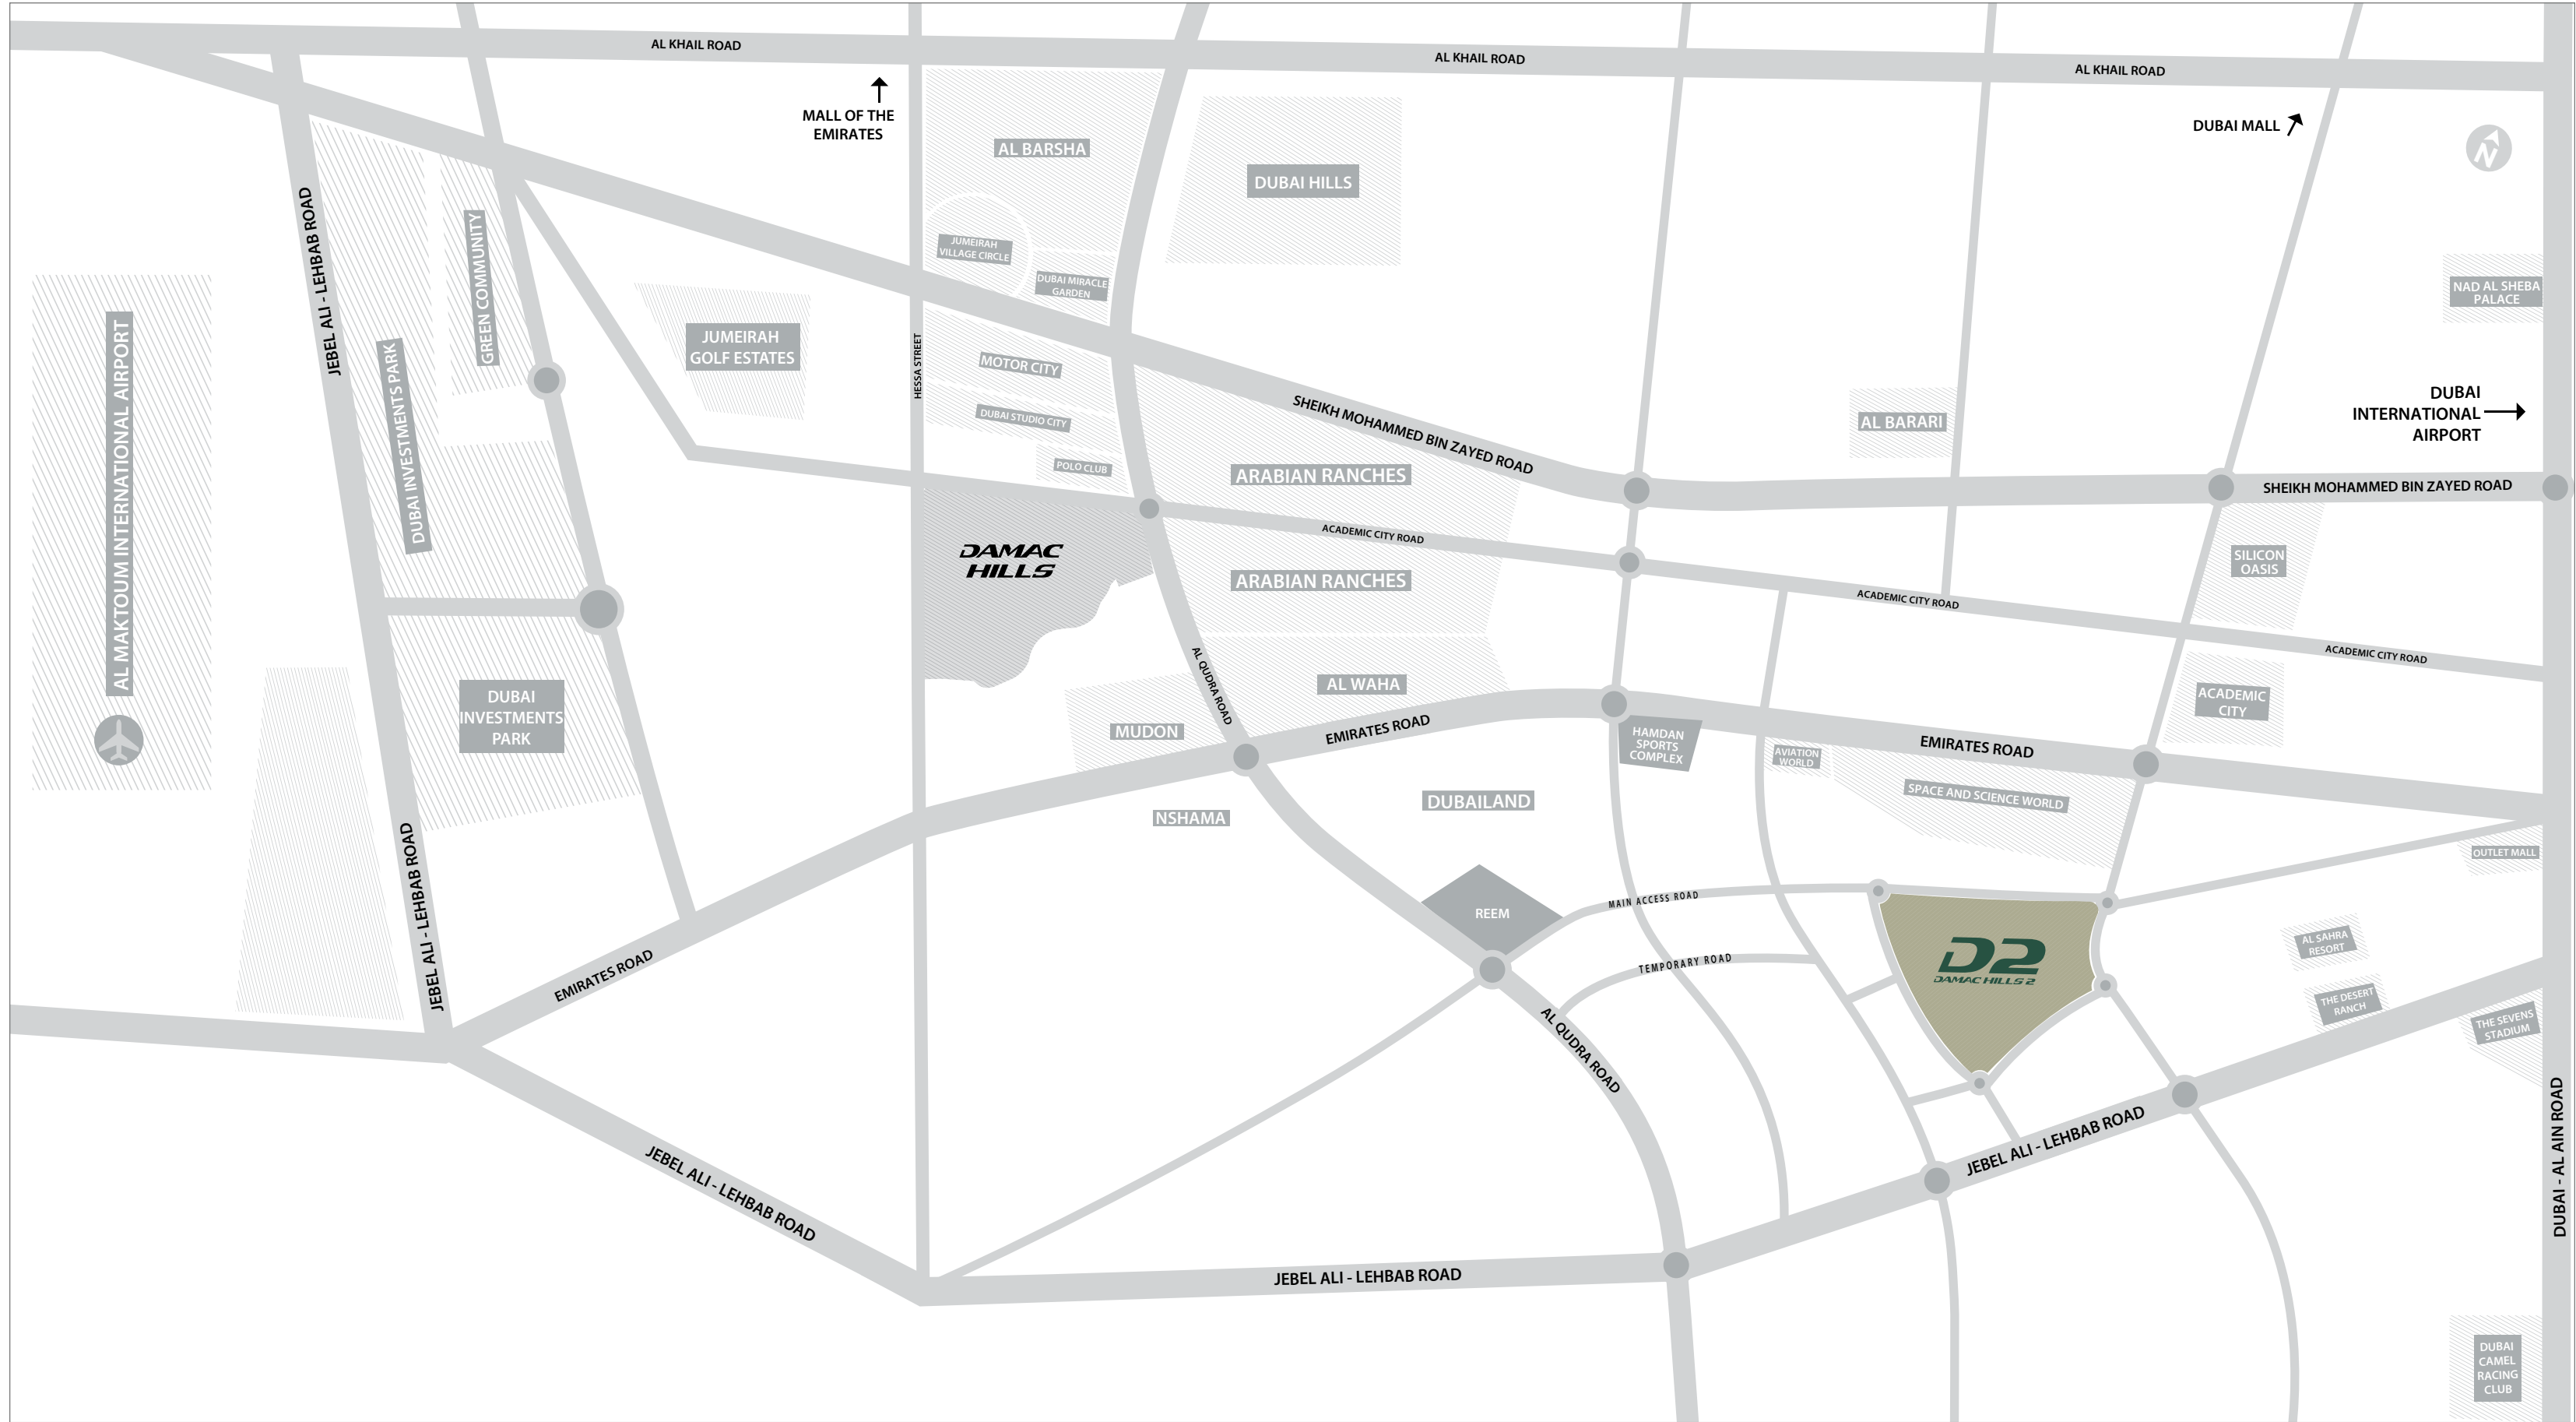 AL KHAIL ROAD
AL KHAIL ROAD
AL KHAIL ROAD
MALL OF THE
EMIRATES
DUBAI MALL
N
AL BARSHA
DUBAI HILLS
JEBEL ALI - LEHBAB ROAD
GREEN COMMUNITY
JUMEIRAH
VILLAGE CIRCLE
DUBAI MIRACLE
GARDEN
NAD AL SHEBA
PALACE
AL MAKTOUM INTERNATIONAL AIRPORT
DUBAI INVESTMENTS PARK
JUMEIRAH
GOLF ESTATES
HESSA STREET
MOTOR CITY
DUBAI STUDIO CITY
POLO CLUB
SHEIKH MOHAMMED BIN ZAYED ROAD
ARABIAN RANCHES
AL BARARI
DUBAI
INTERNATIONAL
AIRPORT
SHEIKH MOHAMMED BIN ZAYED ROAD
DAMAC
HILLS
ACADEMIC CITY ROAD
ARABIAN RANCHES
ACADEMIC CITY ROAD
SILICON
OASIS
ACADEMIC CITY ROAD
DUBAI
INVESTMENTS
PARK
AL QUDRA ROAD
AL WAHA
MUDON
EMIRATES ROAD
HAMDAN
SPORTS
COMPLEX
AVIATION
WORLD
EMIRATES ROAD
ACADEMIC
CITY
SPACE AND SCIENCE WORLD
NSHAMA
DUBAILAND
OUTLET MALL
JEBEL ALI - LEHBAB ROAD
EMIRATES ROAD
REEM
MAIN ACCESS ROAD
TEMPORARY ROAD
D2
DAMAC HILLS 2
AL SAHRA
RESORT
THE DESERT
RANCH
THE SEVENS
STADIUM
AL QUDRA ROAD
JEBEL ALI - LEHBAB ROAD
JEBEL ALI - LEHBAB ROAD
JEBEL ALI - LEHBAB ROAD
DUBAI - AL AIN ROAD
DUBAI
CAMEL
RACING
CLUB